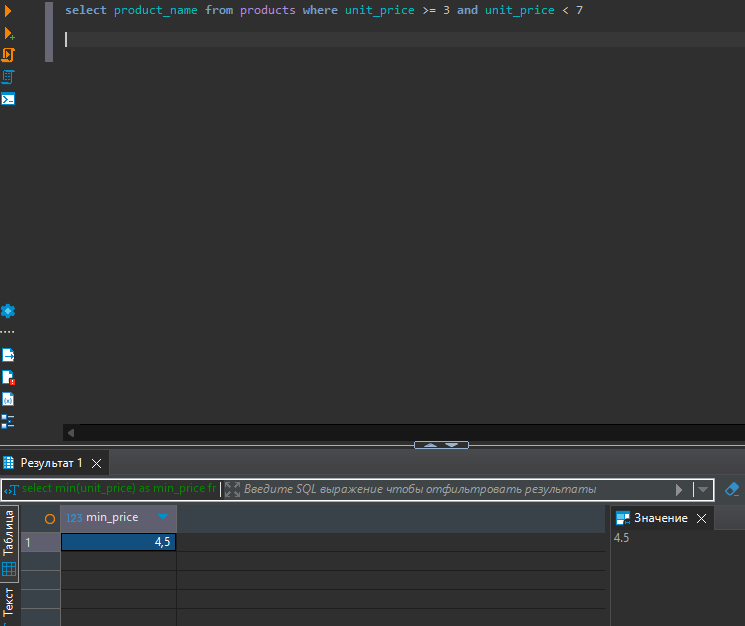 select product_name from products where unit_price >= 3 and unit_price < 7
Результат 1
select min(unit_price) as min_price fr
Введите SQL выражение чтобы отфильтровать результаты
Таблица
Текст
123 min_price
1
4,5
Значение
4.5